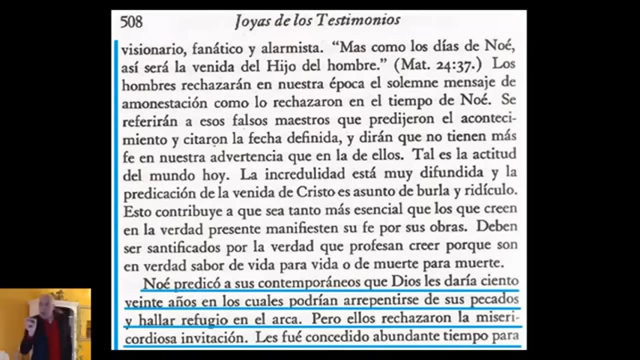 508 Joyas de los Testimonios
visionario, fanático y alarmista. “Mas como los días de Noé,
así será la venida del Hijo del hombre.” (Mat. 24:37.) Los
hombres rechazarán en nuestra época el solemne mensaje de
amonestación como lo rechazaron en el tiempo de Noé. Se
referirán a esos falsos maestros que predijeron el aconteci-
miento y citaron la fecha definida, y dirán que no tienen más
fe en nuestra advertencia que en la de ellos. Tal es la actitud
del mundo hoy. La incredulidad está muy difundida y la
predicación de la venida de Cristo es asunto de burla y ridículo.
Esto contribuye a que sea tanto más esencial que los que creen
en la verdad presente manifiesten su fe por sus obras. Deben
ser santificados por la verdad que profesan creer porque son
en verdad sabor de vida para vida o de muerte para muerte.
Noé predicó a sus contemporáneos que Dios les daría ciento
veinte años en los cuales podrían arrepentirse de sus pecados
y hallar refugio en el arca. Pero ellos rechazaron la miseri-
cordiosa invitación. Les fué concedido abundante tiempo para